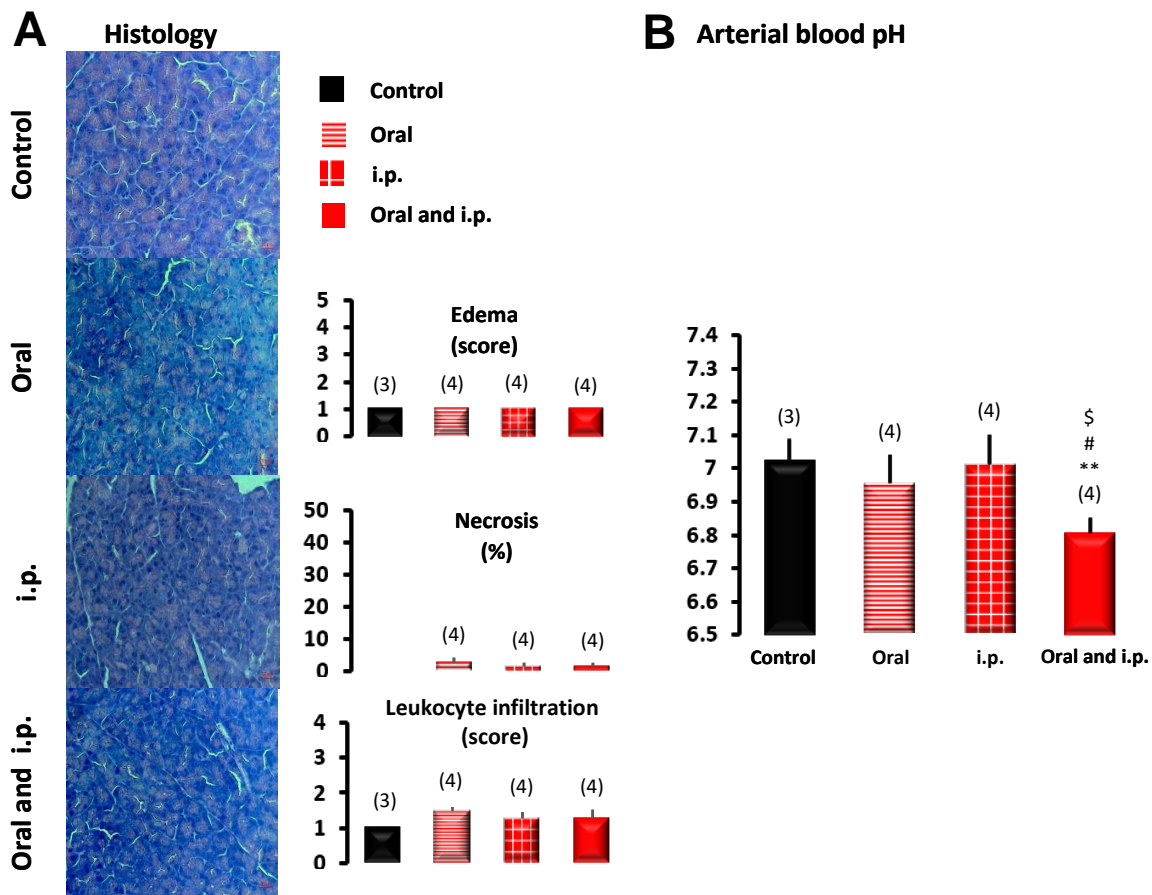 A
Histology
Control
Oral
i.p.
Oral and i.p.
Control
Oral
i.p.
Oral and i.p.
Edema
(score)
5
4
3
2
1
0
(3)
(4)
(4)
(4)
Necrosis
(%)
50
40
30
20
10
0
(4)
(4)
(4)
Leukocyte infiltration
(score)
4
3
2
1
0
(3)
(4)
(4)
(4)
B Arterial blood pH
7.4
7.3
7.2
7.1
7
6.9
6.8
6.7
6.6
6.5
(3)
(4)
(4)
$
#
**
(4)
Control
Oral
i.p.
Oral and i.p.